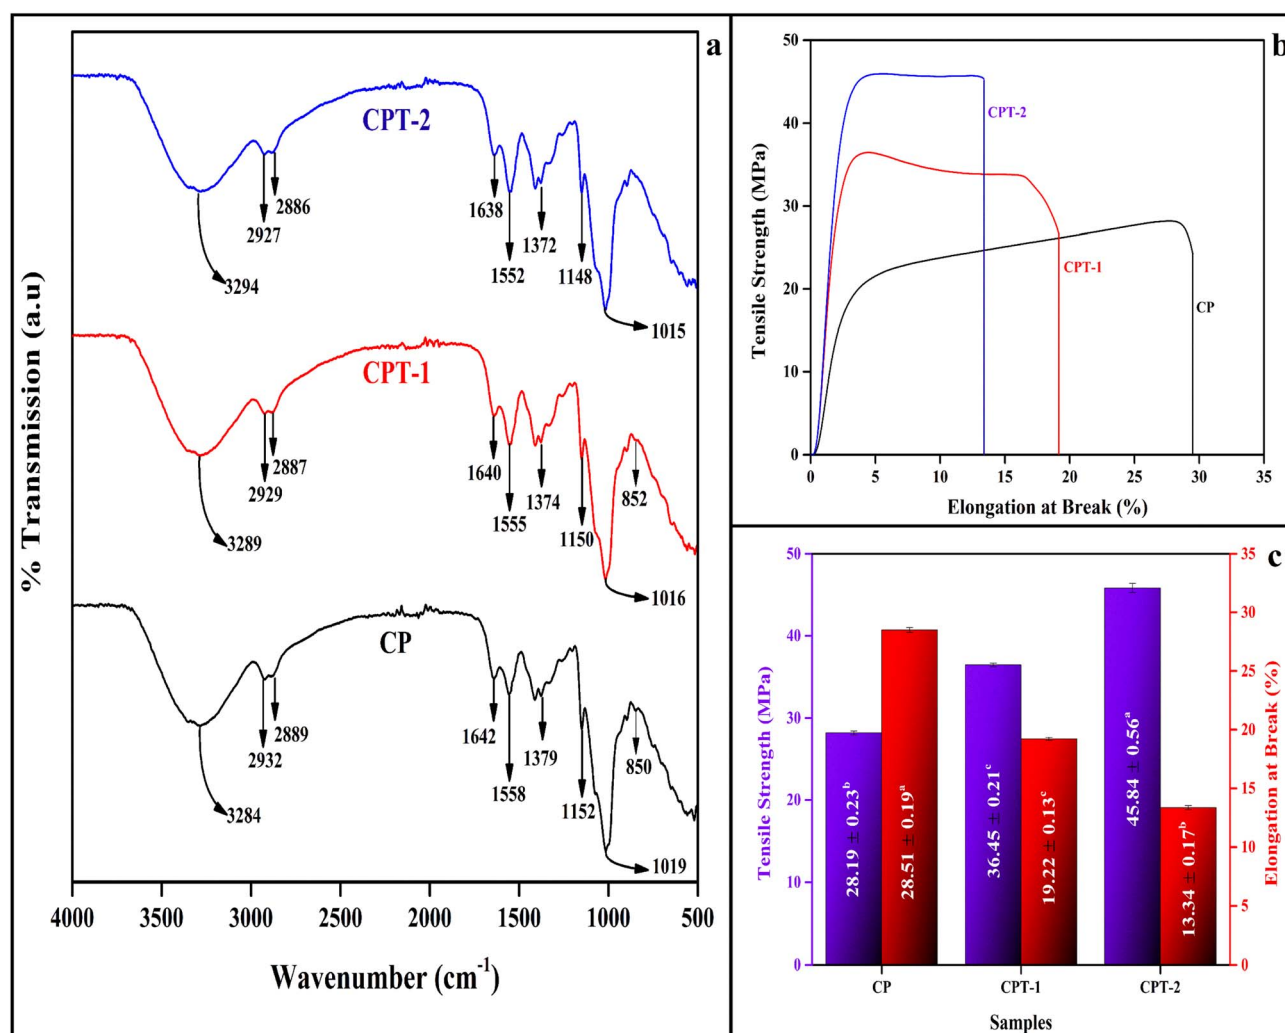 a
% Transmission (a.u)
CPT-2
2886
2927
3294
1638
1552
1372
1148
1015
CPT-1
2887
2929
3289
1640
1555
1374
1150
852
1016
CP
2889
2932
3284
1642
1558
1379
1152
850
1019
4000 3500 3000 2500 2000 1500 1000 500
Wavenumber (cm⁻¹)
b
Tensile Strength (MPa)
50
40
30
20
10
0
CPT-2
CPT-1
CP
0 5 10 15 20 25 30 35
Elongation at Break (%)
c
Tensile Strength (MPa)
50
40
30
20
10
0
28.19 ± 0.23ᵇ
28.51 ± 0.19ᵃ
36.45 ± 0.21ᶜ
19.22 ± 0.13ᶜ
45.84 ± 0.56ᵃ
13.34 ± 0.17ᵇ
35
30
25
20
15
10
5
0
Elongation at Break (%)
CP CPT-1 CPT-2
Samples